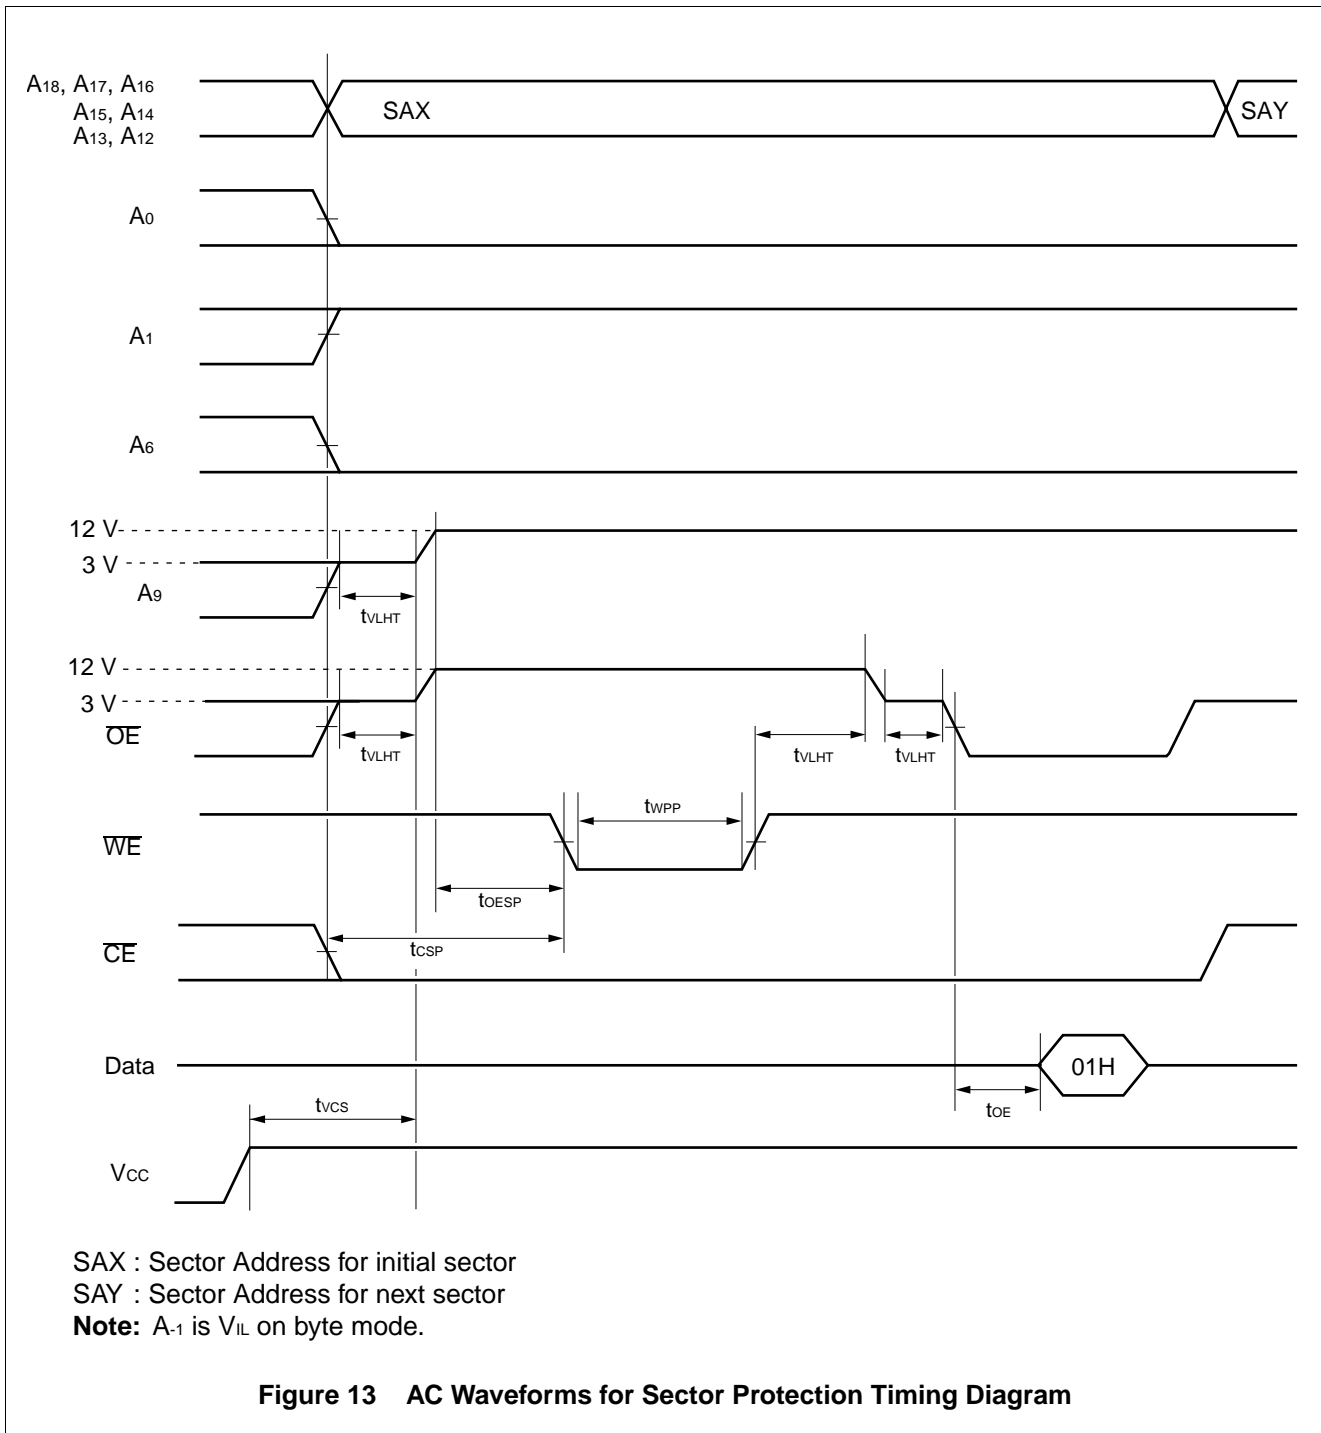 A18, A17, A16
A15, A14
A13, A12
SAX
SAY
A0
A1
A6
12 V
3 V
A9
tVLHT
12 V
3 V
OE
tVLHT
tVLHT
tVLHT
tWPP
WE
tOESP
CE
tCSP
Data
01H
tOE
tVCS
VCC
SAX : Sector Address for initial sector
SAY : Sector Address for next sector
Note: A-1 is VIL on byte mode.
Figure 13 AC Waveforms for Sector Protection Timing Diagram